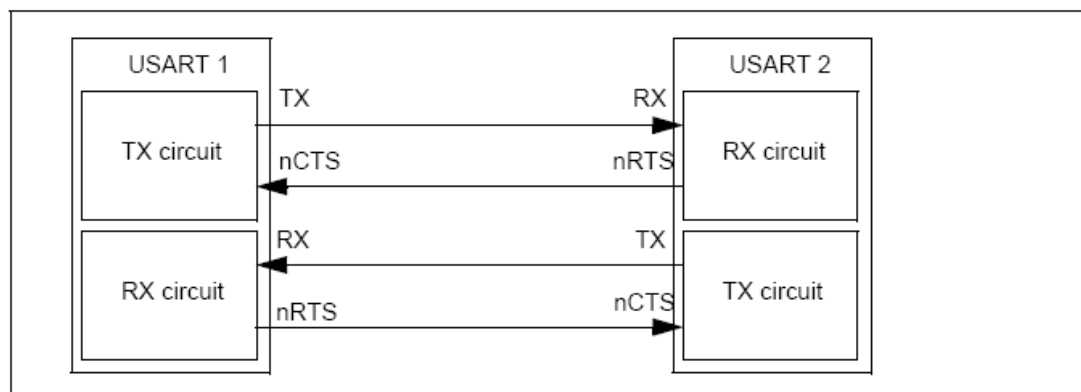 USART 1
USART 2
TX
RX
TX circuit
RX circuit
nCTS
nRTS
RX
TX
RX circuit
TX circuit
nRTS
nCTS